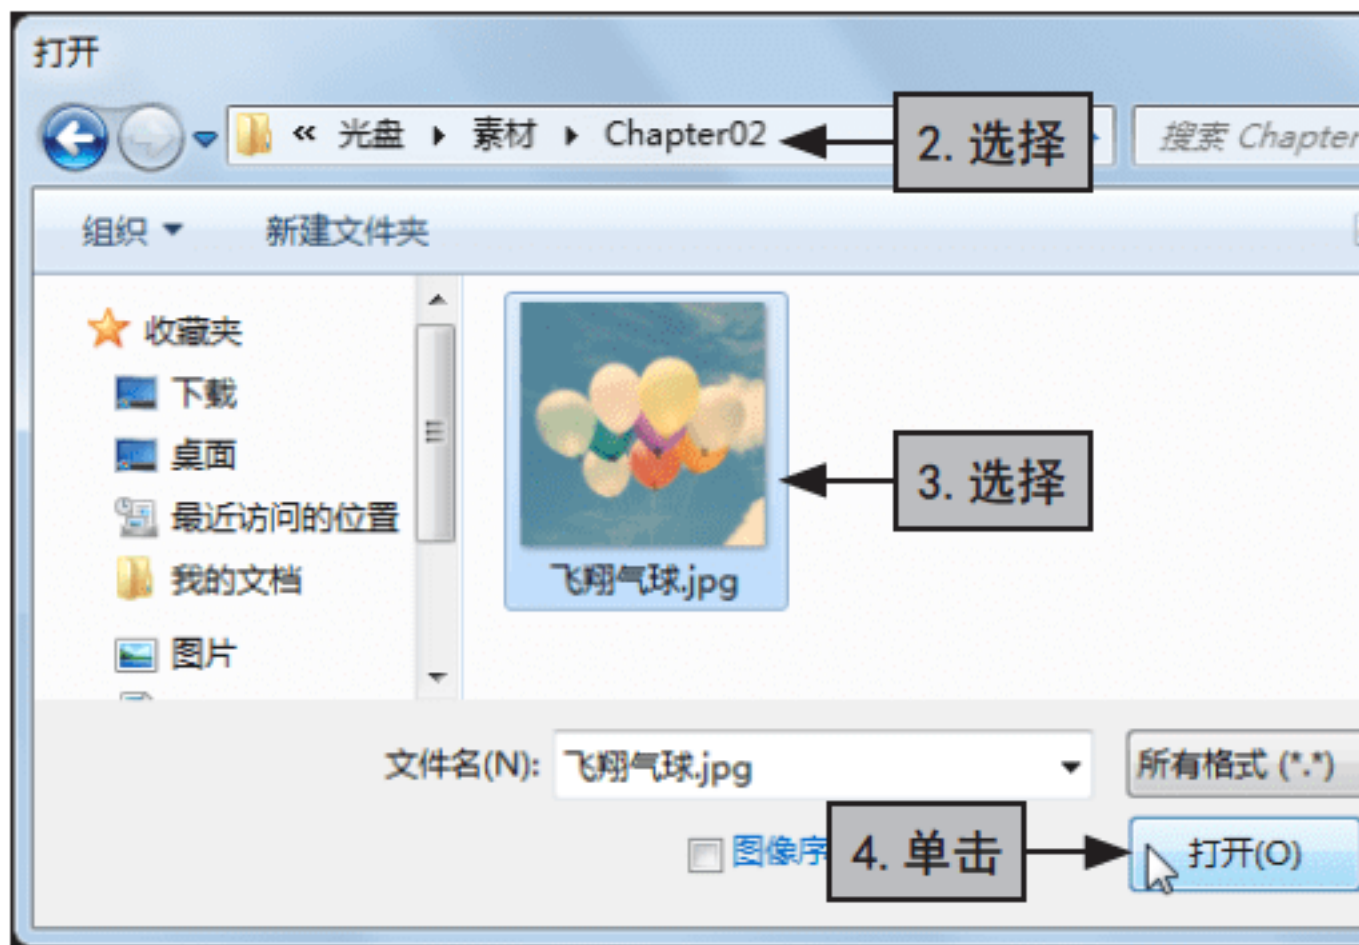 打开
« 光盘 ▸ 素材 ▸ Chapter02
2. 选择
搜索 Chapter
组织 ▾ 新建文件夹
收藏夹
下载
桌面
最近访问的位置
我的文档
图片
飞翔气球.jpg
3. 选择
文件名(N): 飞翔气球.jpg
所有格式 (*.*)
图像序
4. 单击
打开(O)